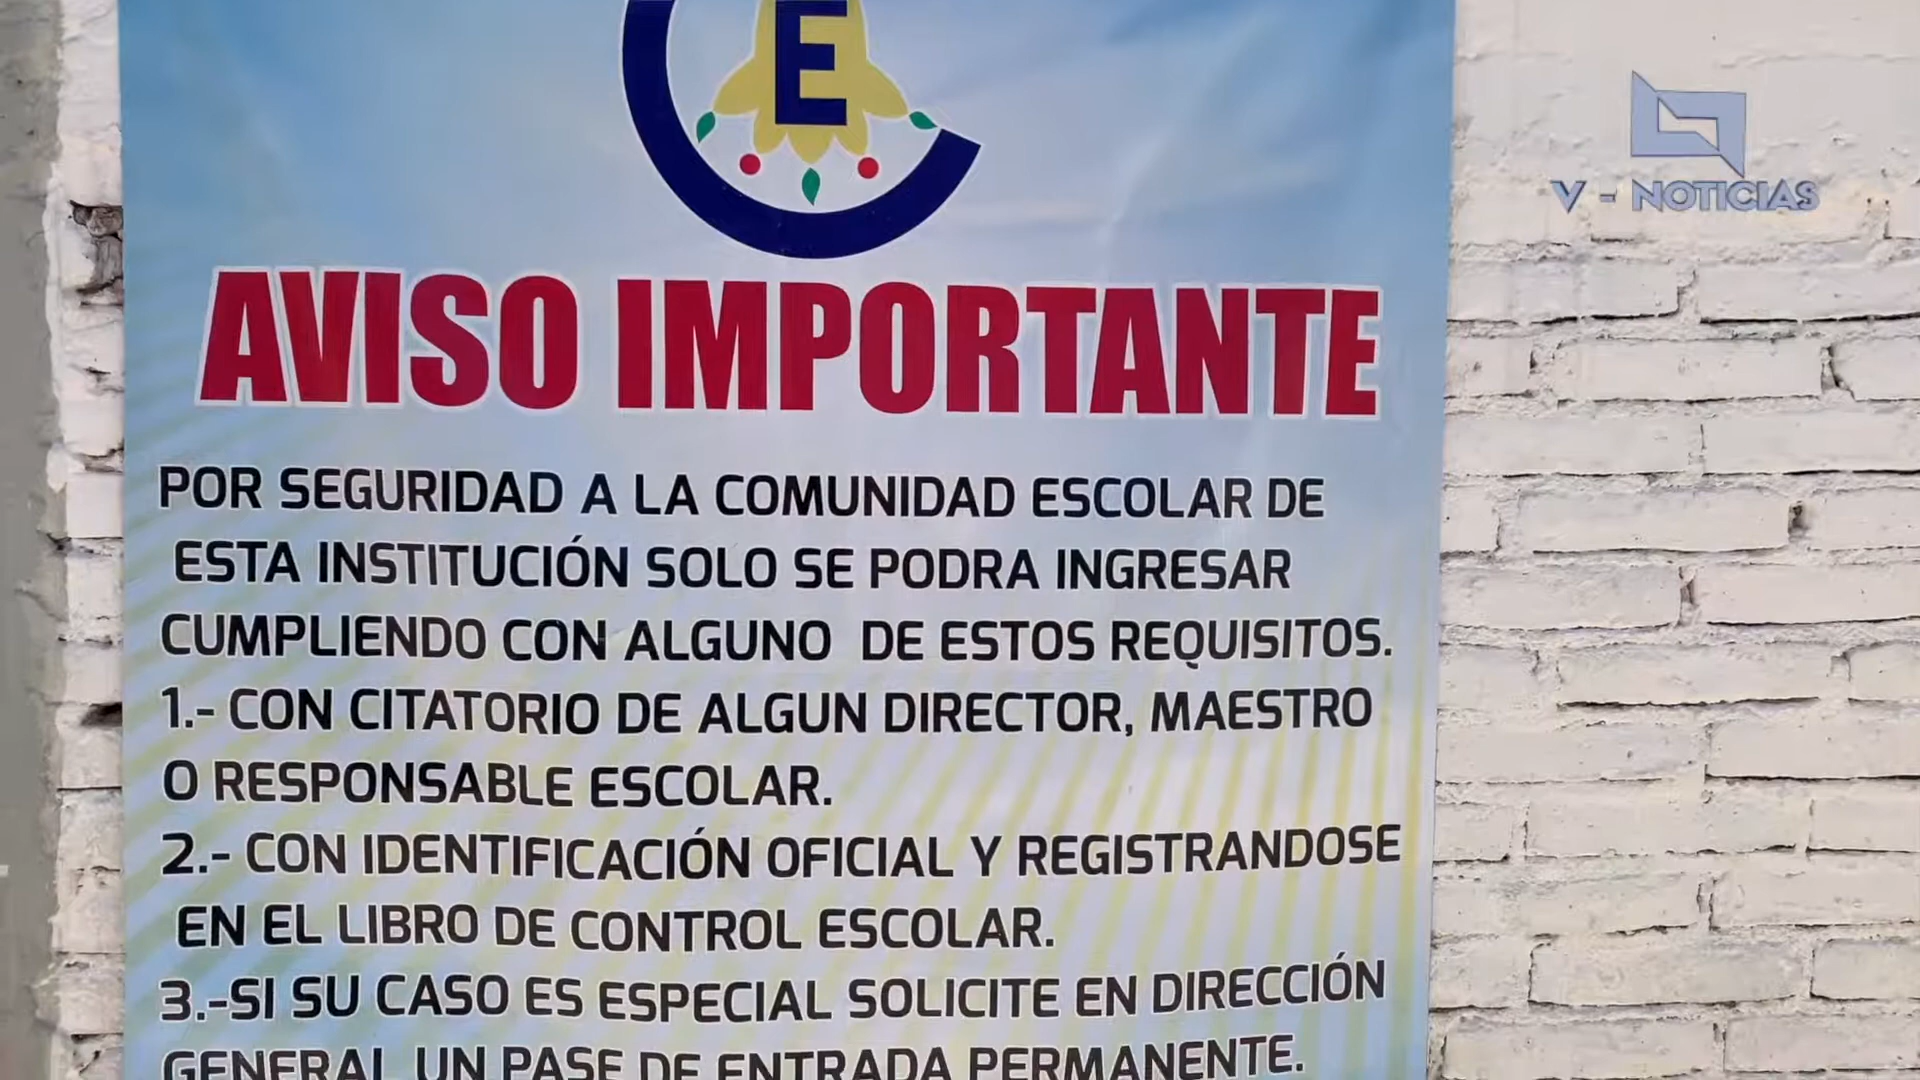 E
V - NOTICIAS
AVISO IMPORTANTE
POR SEGURIDAD A LA COMUNIDAD ESCOLAR DE
ESTA INSTITUCIÓN SOLO SE PODRA INGRESAR
CUMPLIENDO CON ALGUNO DE ESTOS REQUISITOS.
1.- CON CITATORIO DE ALGUN DIRECTOR, MAESTRO
O RESPONSABLE ESCOLAR.
2.- CON IDENTIFICACIÓN OFICIAL Y REGISTRANDOSE
EN EL LIBRO DE CONTROL ESCOLAR.
3.-SI SU CASO ES ESPECIAL SOLICITE EN DIRECCIÓN
GENERAL UN PASE DE ENTRADA PERMANENTE.